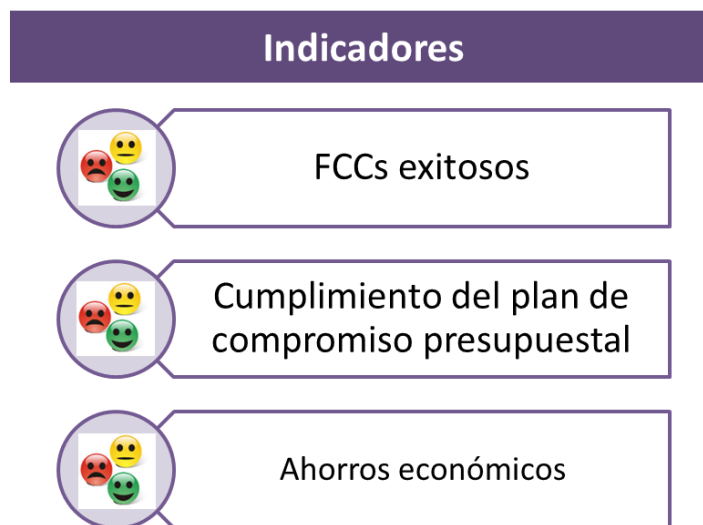 Indicadores
FCCs exitosos
Cumplimiento del plan de
compromiso presupuestal
Ahorros económicos